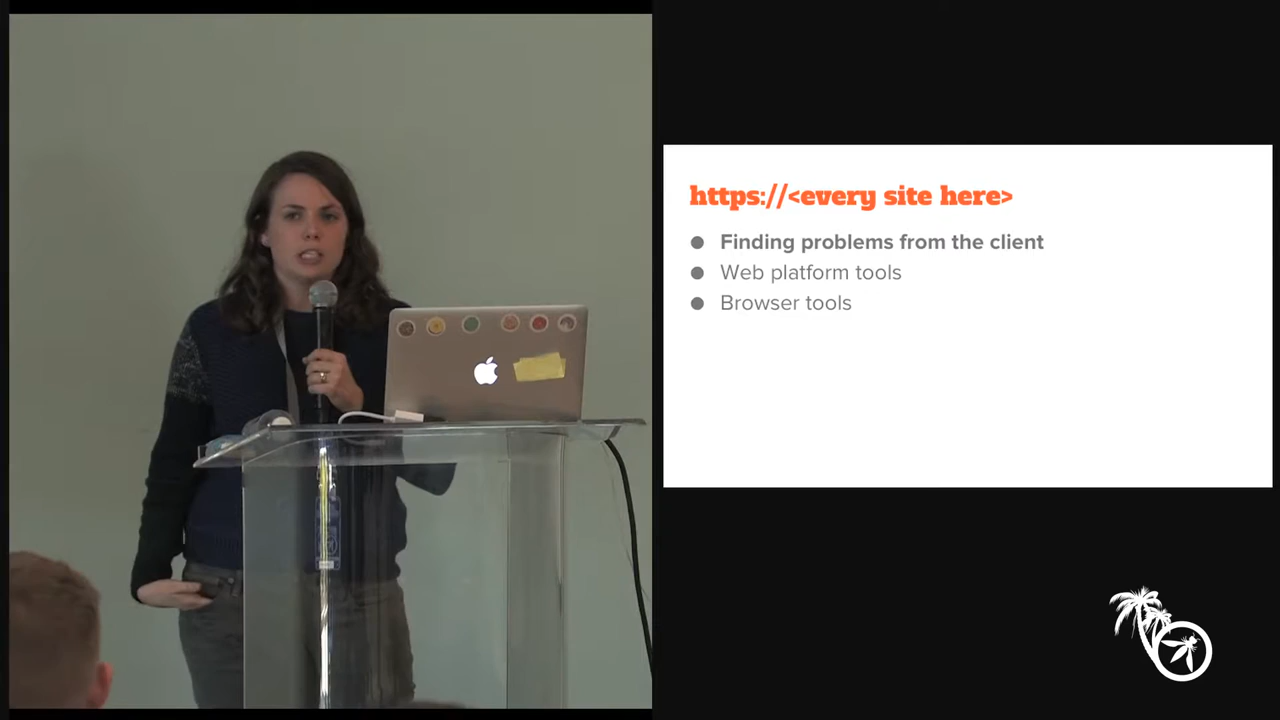 https://<every site here>
Finding problems from the client
Web platform tools
Browser tools